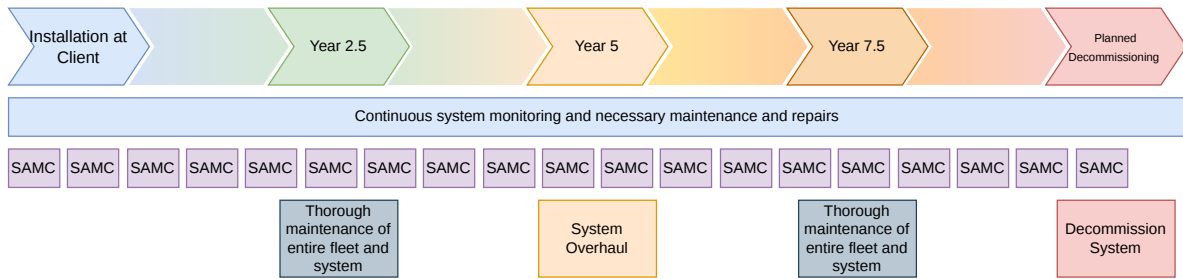 Installation at
Client
Year 2.5
Year 5
Year 7.5
Planned
Decommissioning
Continuous system monitoring and necessary maintenance and repairs
SAMC SAMC SAMC SAMC SAMC SAMC SAMC SAMC SAMC SAMC SAMC SAMC SAMC SAMC SAMC SAMC SAMC SAMC SAMC
Thorough
maintenance of
entire fleet and
system
System
Overhaul
Thorough
maintenance of
entire fleet and
system
Decommission
System